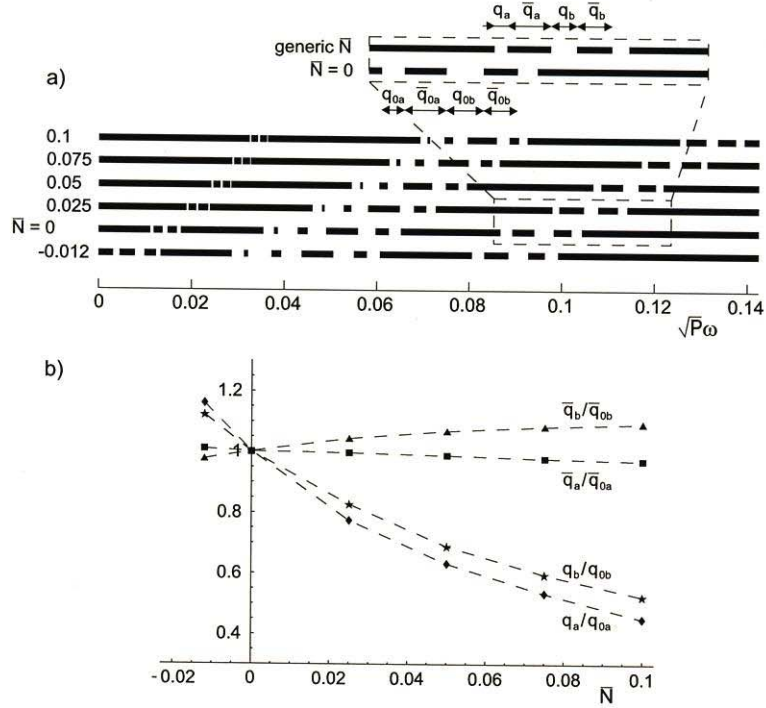 q_a q̅_a q_b q̅_b
generic N̅
N̅ = 0
a)
q_0a q̅_0a q_0b q̅_0b
0.1
0.075
0.05
0.025
N̅ = 0
-0.012
0 0.02 0.04 0.06 0.08 0.1 0.12 0.14
√P̅ω
b)
1.2
q̅_b/q̅_0b
1
q̅_a/q̅_0a
0.8
q_b/q_0b
0.6
q_a/q_0a
0.4
-0.02 0 0.02 0.04 0.06 0.08 0.1
N̅